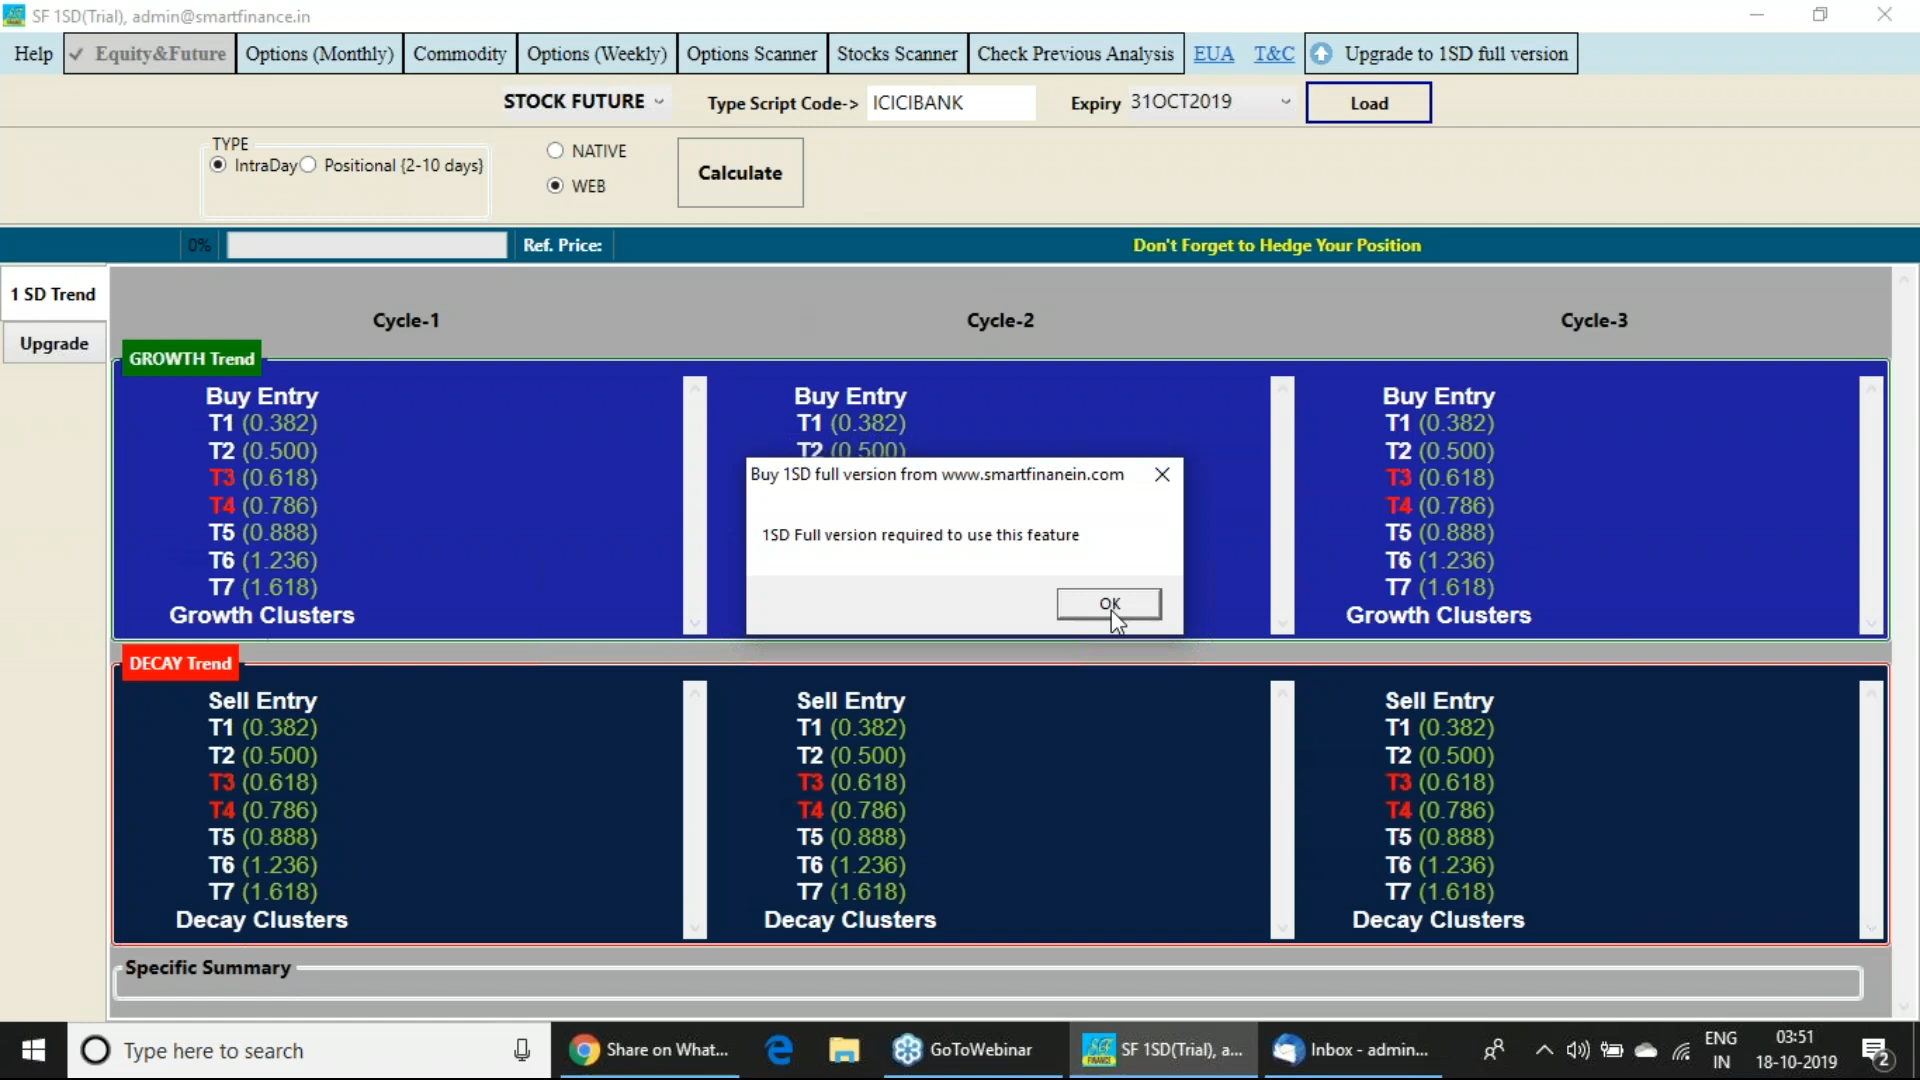 SF 1SD(Trial), admin@smartfinance.in
Help ✓ Equity&Future Options (Monthly) Commodity Options (Weekly) Options Scanner Stocks Scanner Check Previous Analysis EUA T&C Upgrade to 1SD full version
STOCK FUTURE Type Script Code-> ICICIBANK Expiry 31OCT2019 Load
TYPE
IntraDay Positional {2-10 days}
NATIVE
WEB
Calculate
0% Ref. Price: Don't Forget to Hedge Your Position
1 SD Trend
Upgrade
Cycle-1 Cycle-2 Cycle-3
GROWTH Trend
Buy Entry Buy Entry Buy Entry
T1 (0.382) T1 (0.382) T1 (0.382)
T2 (0.500) T2 (0.500) T2 (0.500)
T3 (0.618) T3 (0.618)
T4 (0.786) T4 (0.786)
T5 (0.888) T5 (0.888)
T6 (1.236) T6 (1.236)
T7 (1.618) T7 (1.618)
Growth Clusters Growth Clusters
Buy 1SD full version from www.smartfinanein.com
1SD Full version required to use this feature
OK
DECAY Trend
Sell Entry Sell Entry Sell Entry
T1 (0.382) T1 (0.382) T1 (0.382)
T2 (0.500) T2 (0.500) T2 (0.500)
T3 (0.618) T3 (0.618) T3 (0.618)
T4 (0.786) T4 (0.786) T4 (0.786)
T5 (0.888) T5 (0.888) T5 (0.888)
T6 (1.236) T6 (1.236) T6 (1.236)
T7 (1.618) T7 (1.618) T7 (1.618)
Decay Clusters Decay Clusters Decay Clusters
Specific Summary
Type here to search Share on What... GoToWebinar SF 1SD(Trial), a... Inbox - admin... ENG 03:51
IN 18-10-2019 2